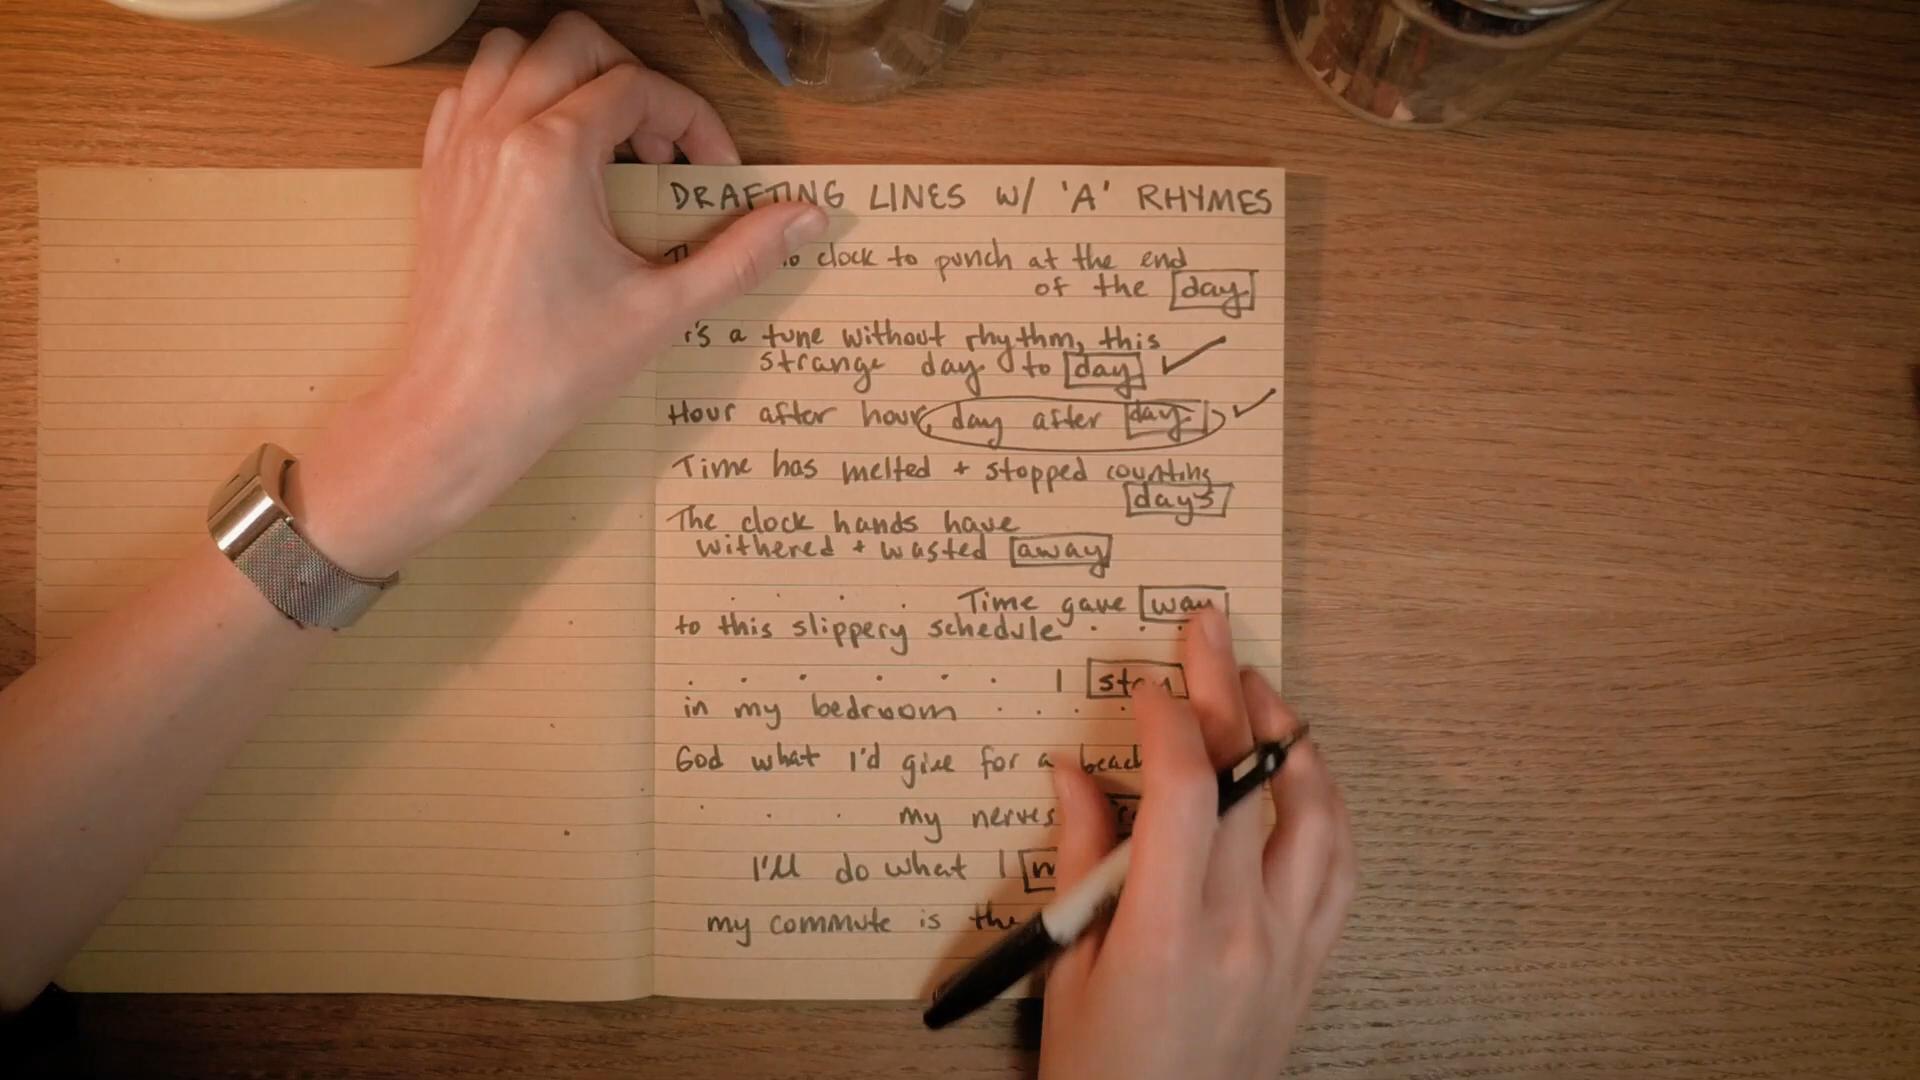 DRAFTING LINES W/ 'A' RHYMES
clock to punch at the end
of the day
a tune without rhythm, this
strange day to day
Hour after hour, day after day
Time has melted + stopped counting
days
The clock hands have
withered + wasted away
Time gave way
to this slippery schedule
I stay
in my bedroom
God what I'd give for a
my nerves
I'll do what I
my commute is